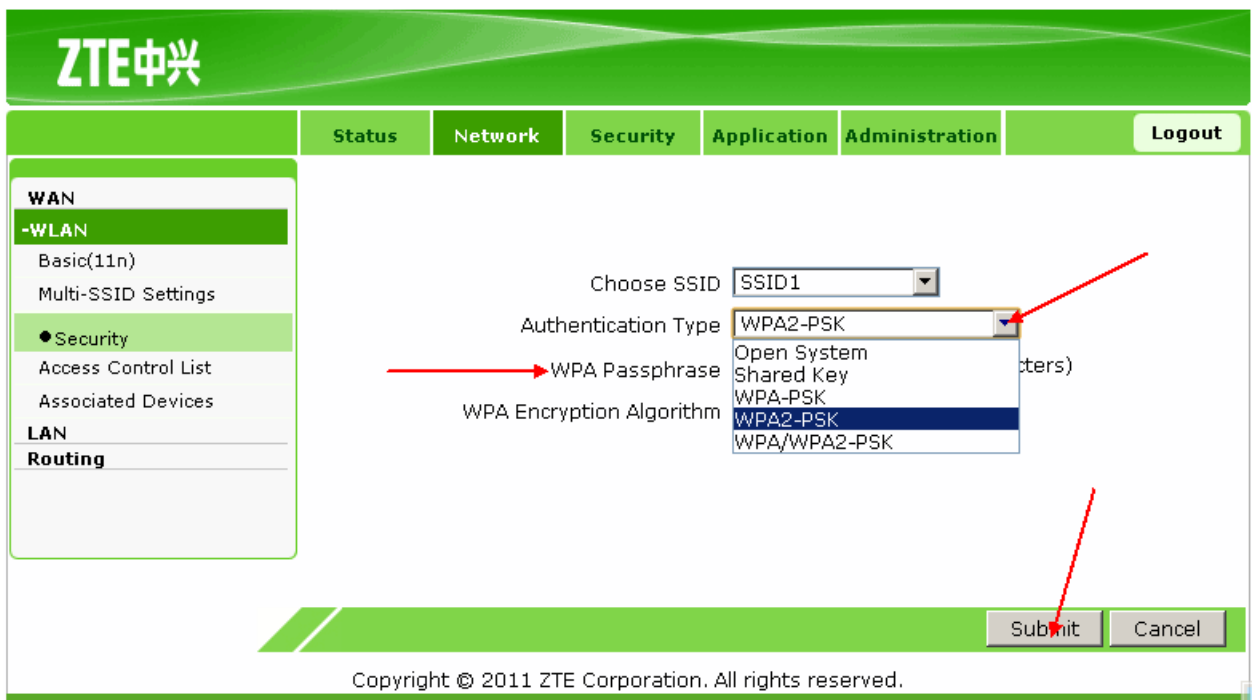 ZTE中兴
Status Network Security Application Administration Logout
WAN
-WLAN
Basic(11n)
Multi-SSID Settings
Security
Access Control List
Associated Devices
LAN
Routing
Choose SSID SSID1
Authentication Type WPA2-PSK
Open System
Shared Key
WPA-PSK
WPA2-PSK
WPA/WPA2-PSK
WPA Passphrase cters)
WPA Encryption Algorithm
Submit Cancel
Copyright © 2011 ZTE Corporation. All rights reserved.